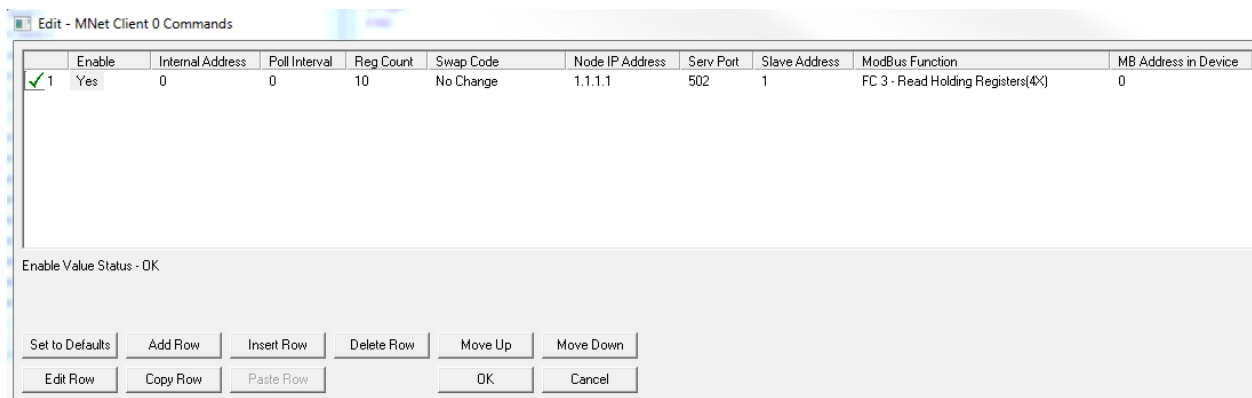 Edit - MNet Client 0 Commands
Enable Internal Address Poll Interval Reg Count Swap Code Node IP Address Serv Port Slave Address ModBus Function MB Address in Device
1 Yes 0 0 10 No Change 1.1.1.1 502 1 FC 3 - Read Holding Registers(4X) 0
Enable Value Status - OK
Set to Defaults Add Row Insert Row Delete Row Move Up Move Down
Edit Row Copy Row Paste Row OK Cancel